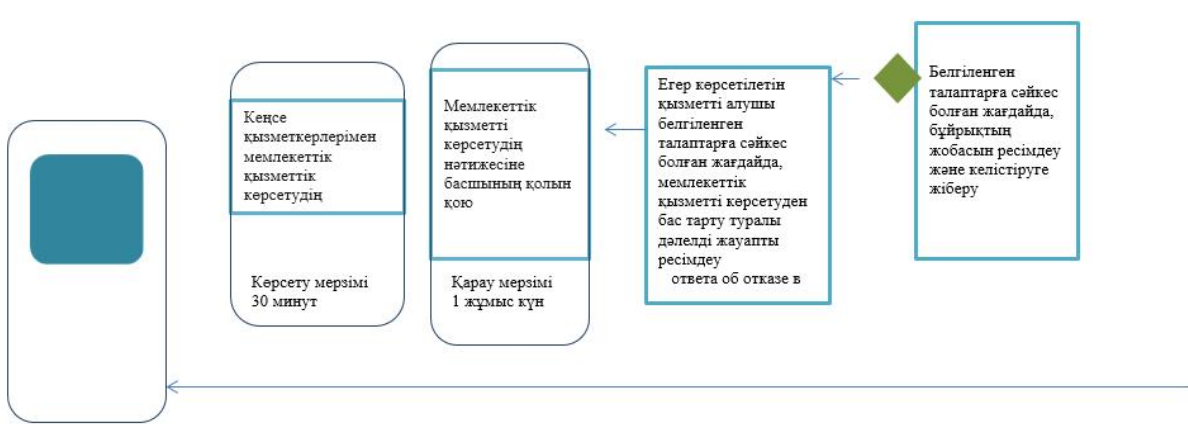 Кеңсе
қызметкерлерімен
мемлекеттік
қызметтік
көрсетудің
Көрсету мерзімі
30 минут
Мемлекеттік
қызметті
көрсетудің
нәтижесіне
басшының қолын
қою
Қарау мерзімі
1 жұмыс күн
Егер көрсетілетін
қызметті алушы
белгіленген
талаптарға сәйкес
болған жағдайда,
мемлекеттік
қызметті көрсетуден
бас тарту туралы
дәлелді жауапты
ресімдеу
ответа об отказе в
Белгіленген
талаптарға сәйкес
болған жағдайда,
бұйрықтың
жобасын ресімдеу
және келістіруге
жіберу